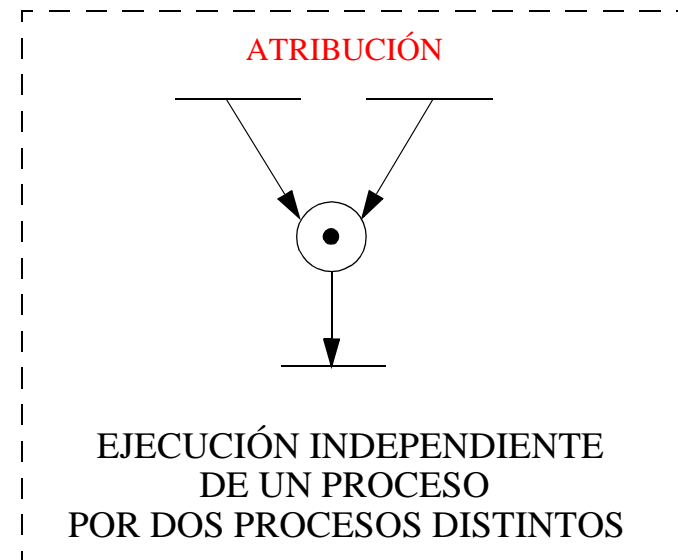 ATRIBUCIÓN
EJECUCIÓN INDEPENDIENTE
DE UN PROCESO
POR DOS PROCESOS DISTINTOS